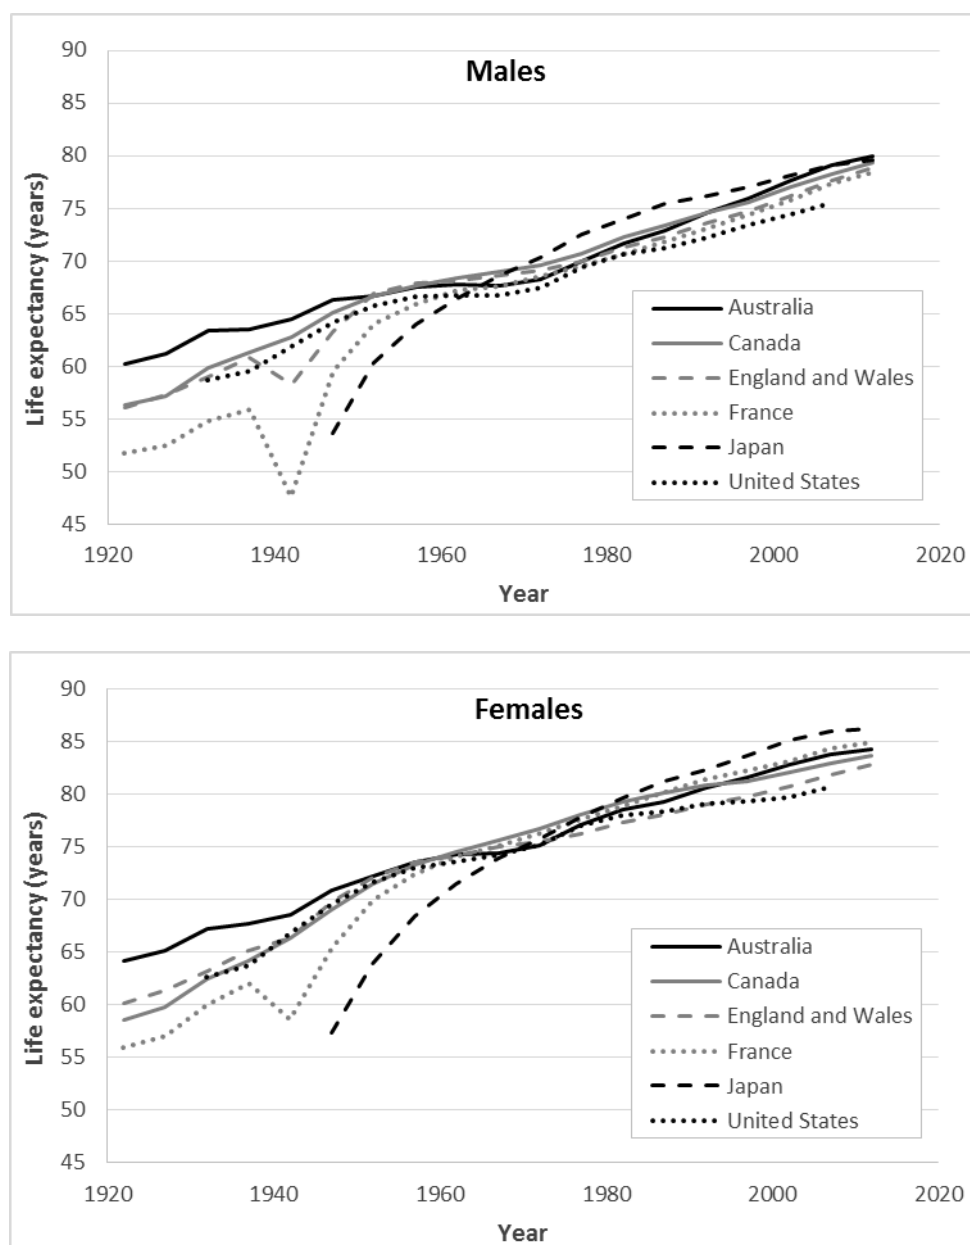 Males
90
85
80
75
70
65
60
55
50
45
Life expectancy (years)
1920 1940 1960 1980 2000 2020
Year
Australia
Canada
England and Wales
France
Japan
United States
Females
90
85
80
75
70
65
60
55
50
45
Life expectancy (years)
1920 1940 1960 1980 2000 2020
Year
Australia
Canada
England and Wales
France
Japan
United States